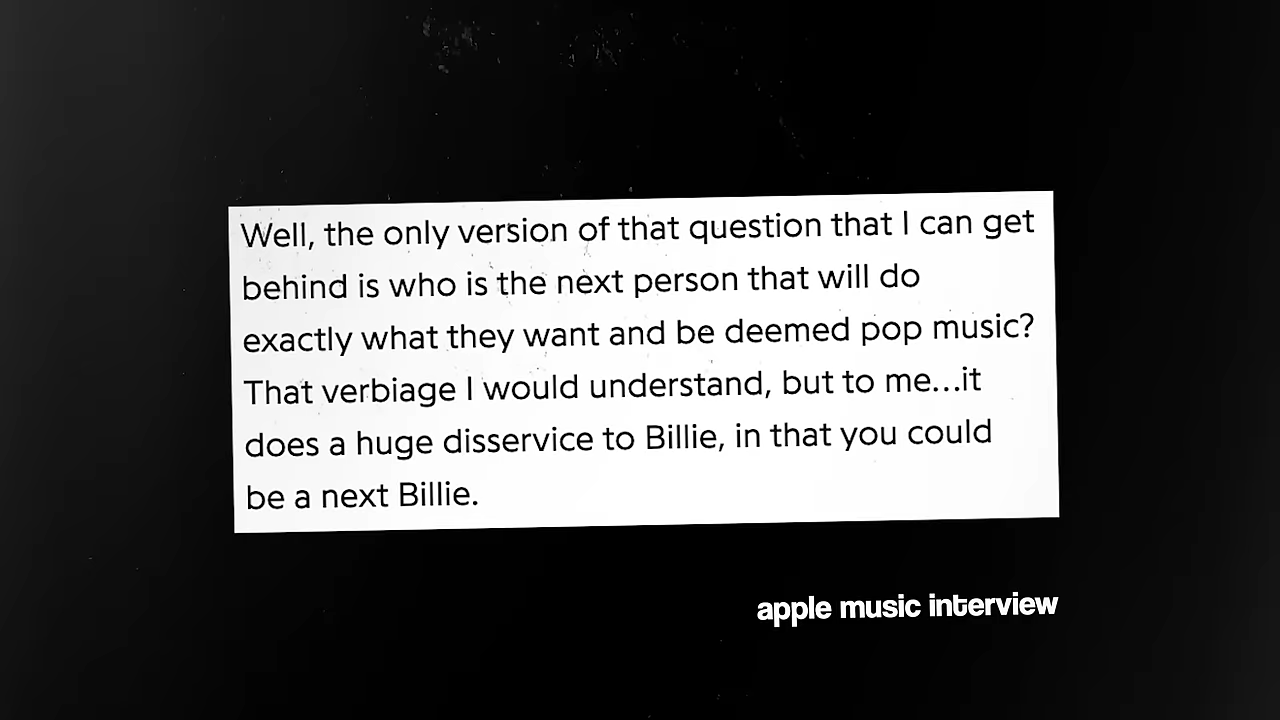 Well, the only version of that question that I can get
behind is who is the next person that will do
exactly what they want and be deemed pop music?
That verbiage I would understand, but to me...it
does a huge disservice to Billie, in that you could
be a next Billie.
apple music interview